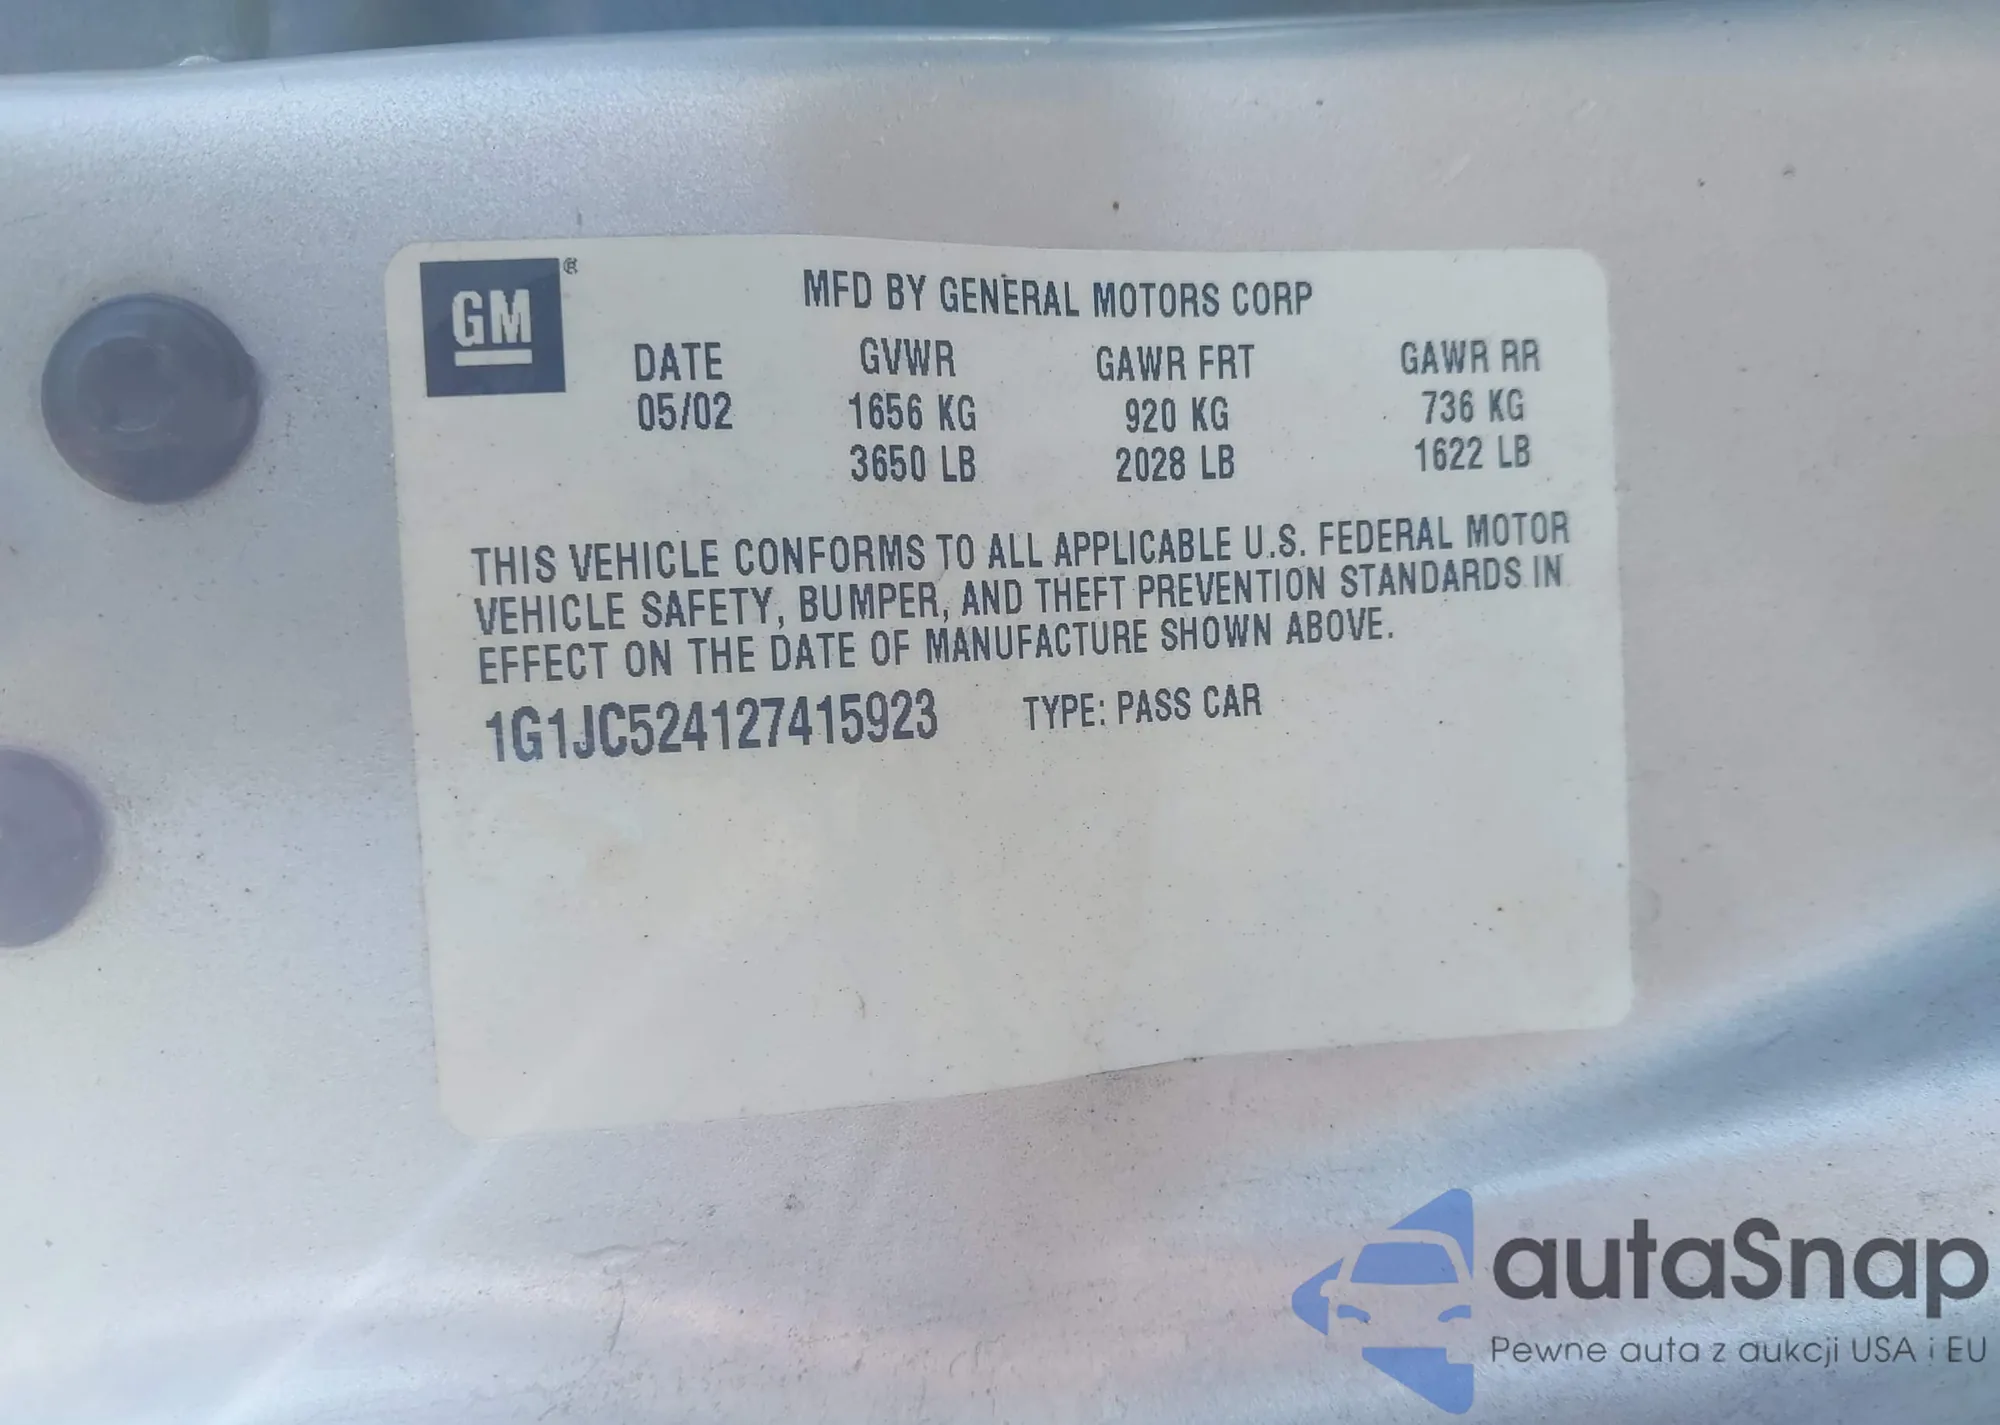 GM ®
MFD BY GENERAL MOTORS CORP
DATE GVWR GAWR FRT GAWR RR
05/02 1656 KG 920 KG 736 KG
3650 LB 2028 LB 1622 LB
THIS VEHICLE CONFORMS TO ALL APPLICABLE U.S. FEDERAL MOTOR
VEHICLE SAFETY, BUMPER, AND THEFT PREVENTION STANDARDS IN
EFFECT ON THE DATE OF MANUFACTURE SHOWN ABOVE.
1G1JC524127415923 TYPE: PASS CAR
autaSnap
Pewne auta z aukcji USA i EU